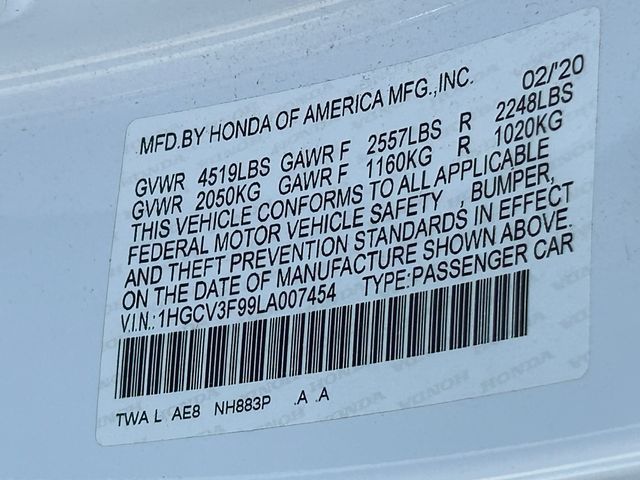 MFD.BY HONDA OF AMERICA MFG.,INC. 02/'20
GVWR 4519LBS GAWR F 2557LBS R 2248LBS
GVWR 2050KG GAWR F 1160KG R 1020KG
THIS VEHICLE CONFORMS TO ALL APPLICABLE
FEDERAL MOTOR VEHICLE SAFETY , BUMPER,
AND THEFT PREVENTION STANDARDS IN EFFECT
ON THE DATE OF MANUFACTURE SHOWN ABOVE.
V.I.N.:1HGCV3F99LA007454 TYPE:PASSENGER CAR
TWA L AE8 NH883P .A .A